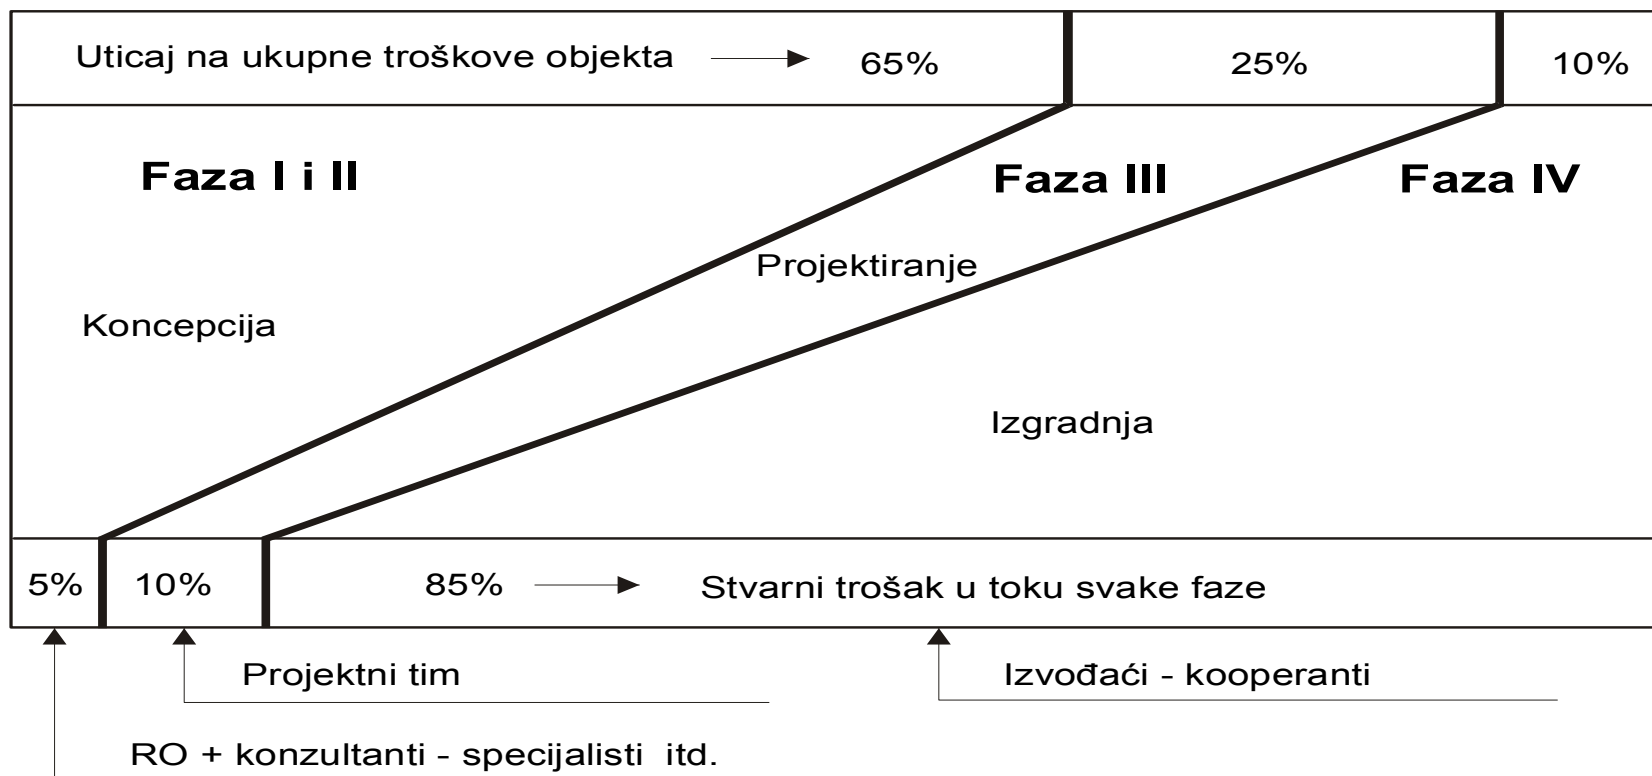 Uticaj na ukupne troškove objekta 65% 25% 10%
Faza I i II Faza III Faza IV
Projektiranje
Koncepcija
Izgradnja
5% 10% 85% Stvarni trošak u toku svake faze
Projektni tim Izvođaći - kooperanti
RO + konzultanti - specijalisti itd.